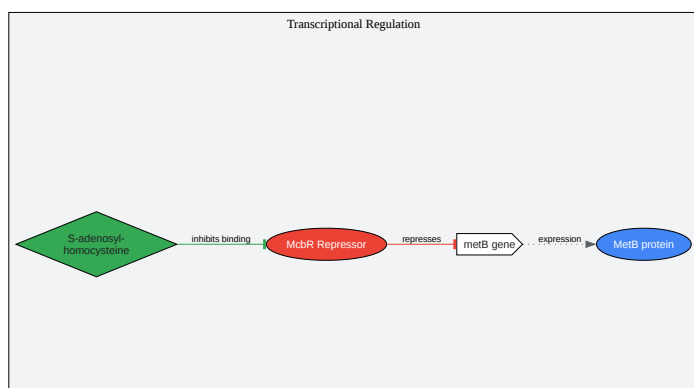 Transcriptional Regulation
S-adenosyl-
homocysteine
inhibits binding
McbR Repressor
represses
metB gene
expression
MetB protein